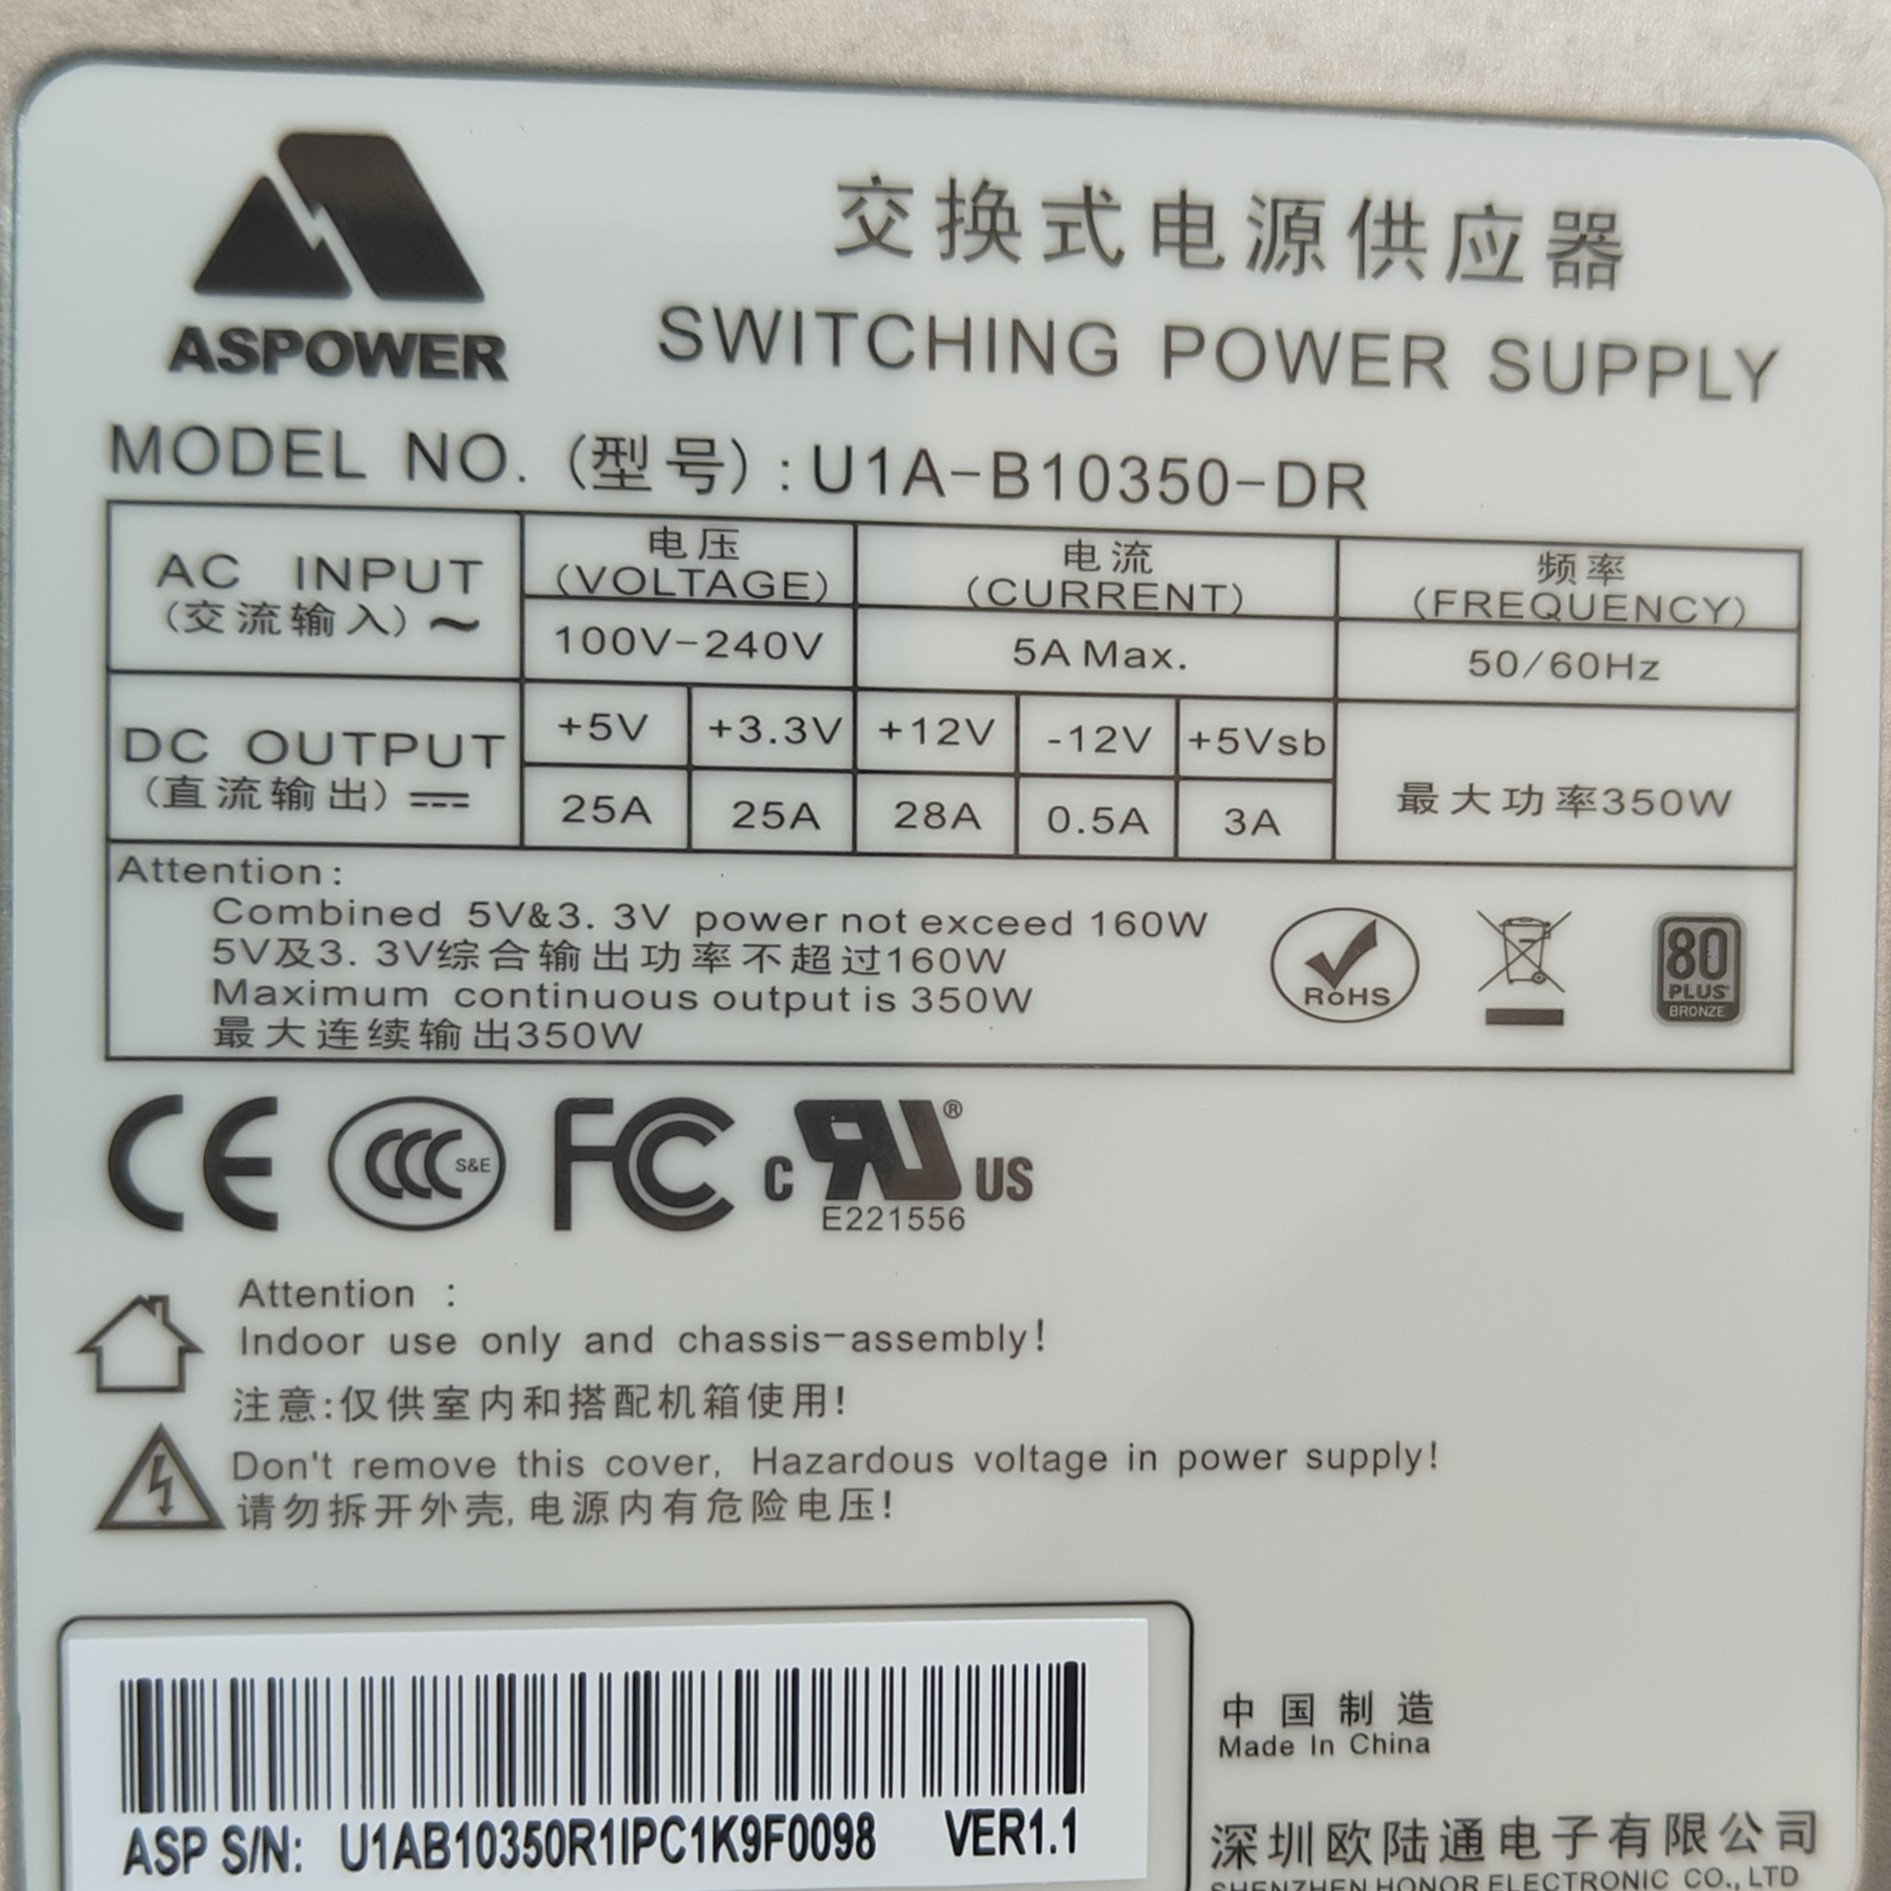 交换式电源供应器
ASPOWER
SWITCHING POWER SUPPLY
MODEL NO. (型号) : U1A-B10350-DR
AC INPUT
(交流输入) ~
电压
(VOLTAGE)
电流
(CURRENT)
频率
(FREQUENCY)
100V-240V
5A Max.
50/60Hz
DC OUTPUT
(直流输出)
+5V
+3.3V
+12V
-12V
+5Vsb
最大功率350W
25A
25A
28A
0.5A
3A
Attention:
Combined 5V&3. 3V power not exceed 160W
5V及3. 3V综合输出功率不超过160W
Maximum continuous output is 350W
最大连续输出350W
RoHS
80
PLUS
BRONZE
CE
CCC S&E
FC
c RU ® US
E221556
Attention :
Indoor use only and chassis-assembly!
注意:仅供室内和搭配机箱使用!
Don't remove this cover, Hazardous voltage in power supply!
请勿拆开外壳,电源内有危险电压!
ASP S/N: U1AB10350R1IPC1K9F0098 VER1.1
中国制造
Made In China
深圳欧陆通电子有限公司
SHENZHEN HONOR ELECTRONIC CO., LTD